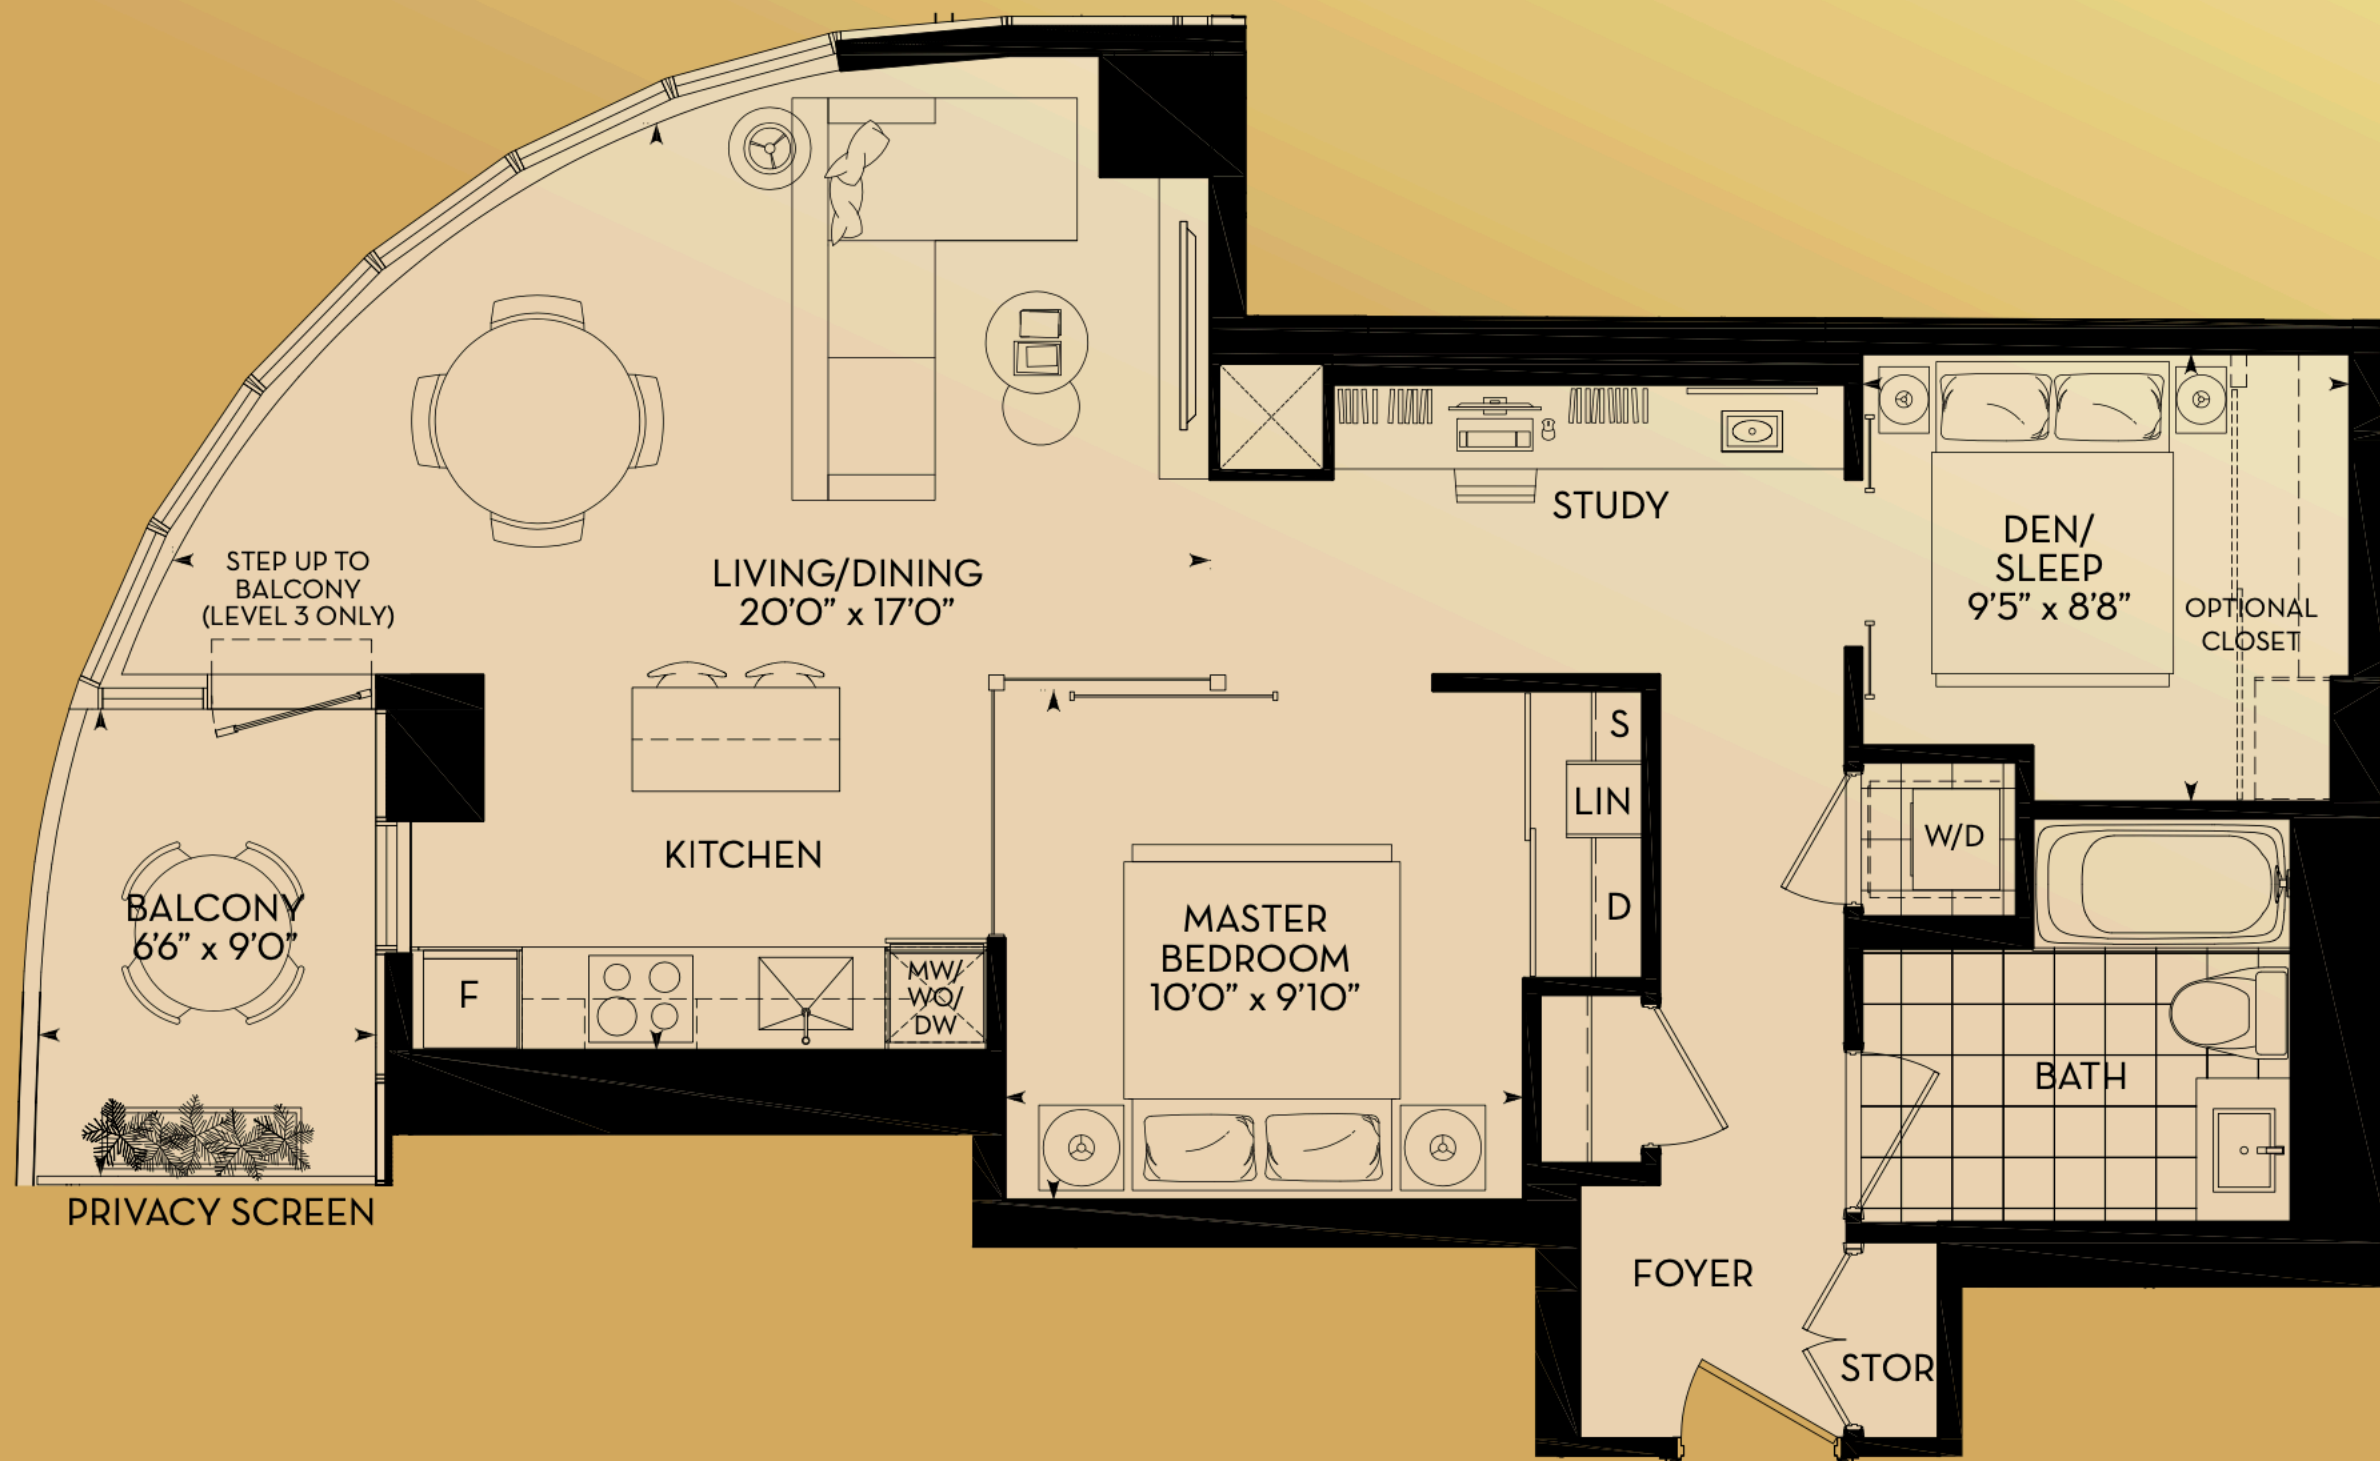 STEP UP TO
BALCONY
(LEVEL 3 ONLY)
LIVING/DINING
20'0" x 17'0"
STUDY
DEN/
SLEEP
9'5" x 8'8"
OPTIONAL
CLOSET
KITCHEN
BALCONY
6'6" x 9'0"
F
MW/
WO/
DW
MASTER
BEDROOM
10'0" x 9'10"
S
LIN
D
W/D
BATH
PRIVACY SCREEN
FOYER
STOR